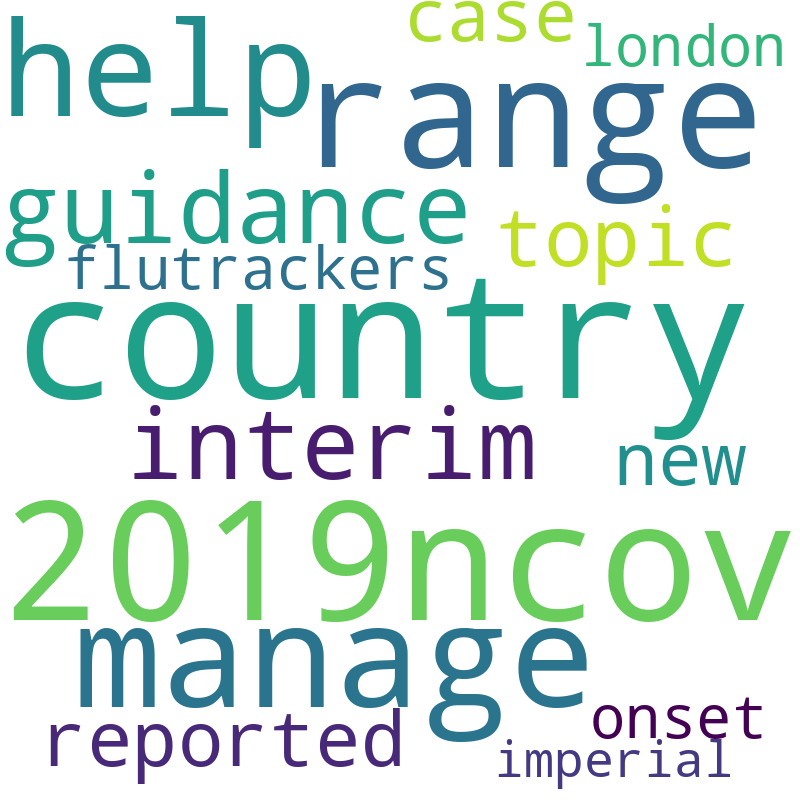 case
london
help
range
guidance
topic
flutrackers
country
interim
new
2019ncov
manage
onset
reported
imperial